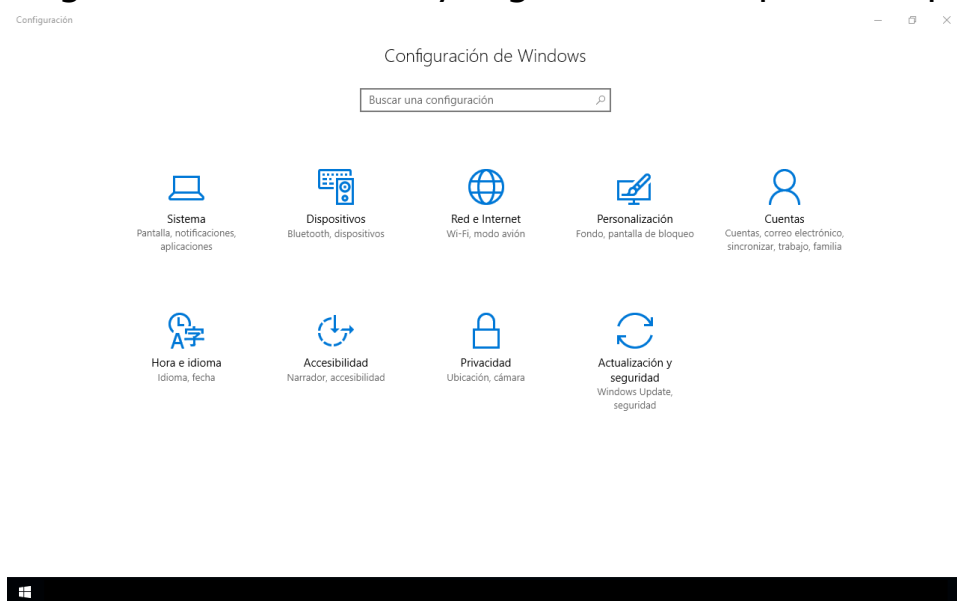 Configuración
Configuración de Windows
Buscar una configuración
Sistema
Pantalla, notificaciones,
aplicaciones
Dispositivos
Bluetooth, dispositivos
Red e Internet
Wi-Fi, modo avión
Personalización
Fondo, pantalla de bloqueo
Cuentas
Cuentas, correo electrónico,
sincronizar, trabajo, familia
Hora e idioma
Idioma, fecha
Accesibilidad
Narrador, accesibilidad
Privacidad
Ubicación, cámara
Actualización y
seguridad
Windows Update,
seguridad